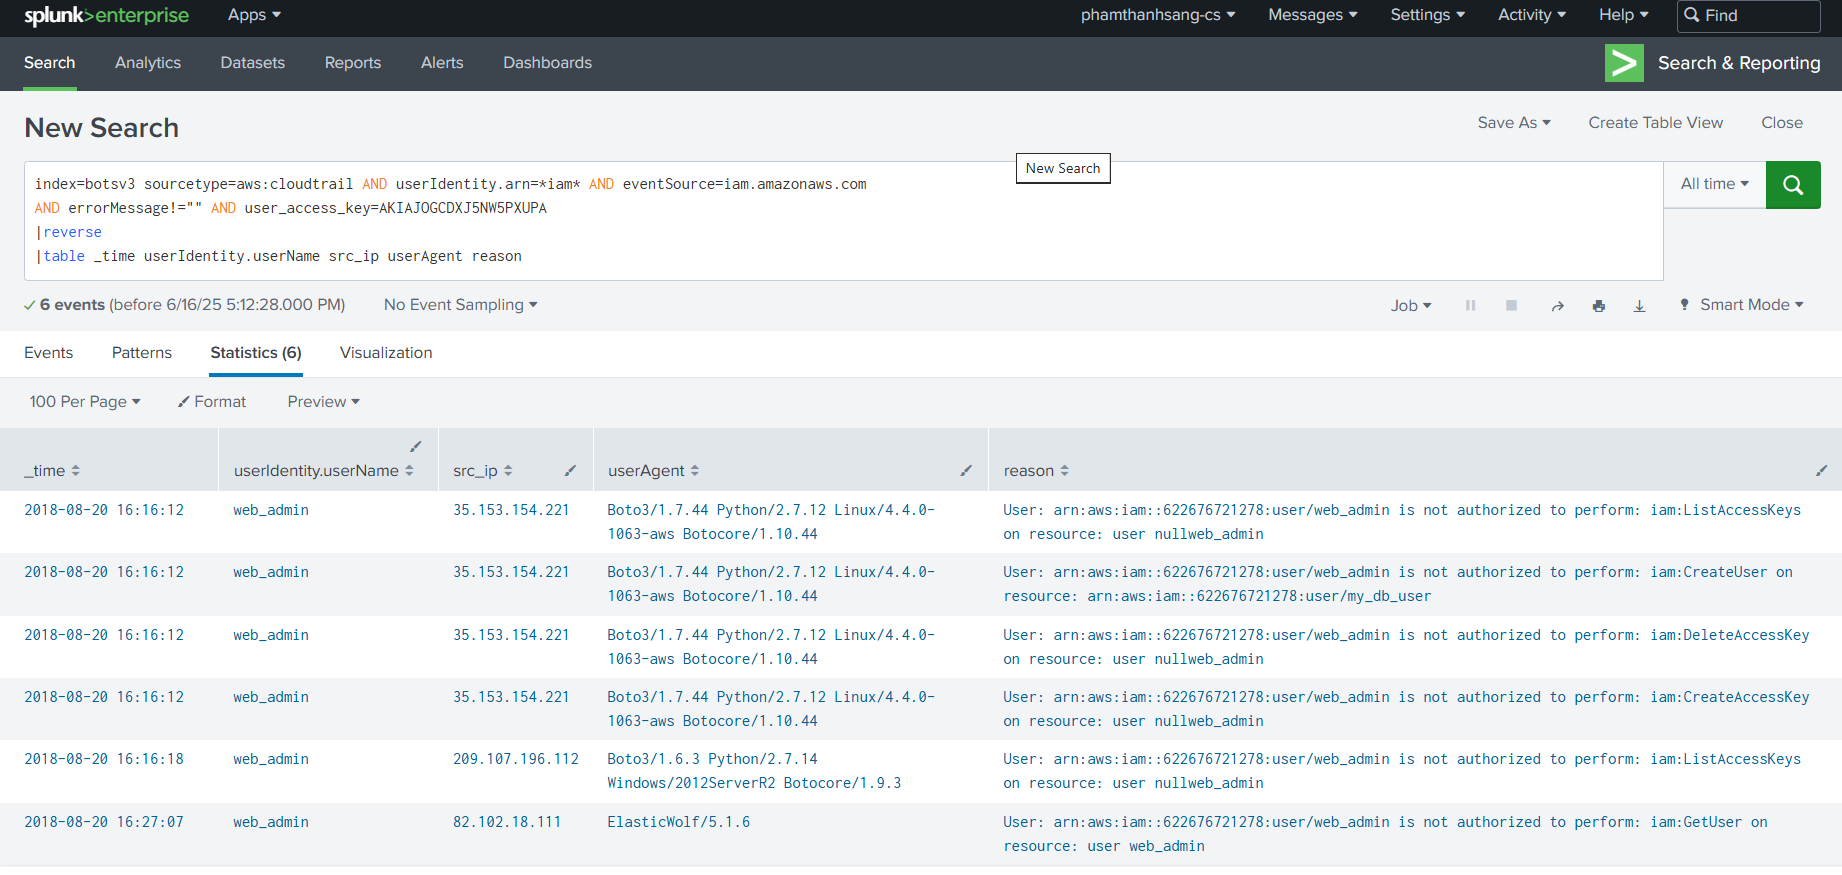 splunk>enterprise Apps phamthanhsang-cs Messages Settings Activity Help Find
Search Analytics Datasets Reports Alerts Dashboards Search & Reporting
New Search Save As Create Table View Close
New Search
index=botsv3 sourcetype=aws:cloudtrail AND userIdentity.arn=*iam* AND eventSource=iam.amazonaws.com
AND errorMessage!="" AND user_access_key=AKIAJOGCDXJ5NW5PXUPA
|reverse
|table _time userIdentity.userName src_ip userAgent reason
All time
6 events (before 6/16/25 5:12:28.000 PM) No Event Sampling Job Smart Mode
Events Patterns Statistics (6) Visualization
100 Per Page Format Preview
_time userIdentity.userName src_ip userAgent reason
2018-08-20 16:16:12 web_admin 35.153.154.221 Boto3/1.7.44 Python/2.7.12 Linux/4.4.0- User: arn:aws:iam::622676721278:user/web_admin is not authorized to perform: iam:ListAccessKeys
1063-aws Botocore/1.10.44 on resource: user nullweb_admin
2018-08-20 16:16:12 web_admin 35.153.154.221 Boto3/1.7.44 Python/2.7.12 Linux/4.4.0- User: arn:aws:iam::622676721278:user/web_admin is not authorized to perform: iam:CreateUser on
1063-aws Botocore/1.10.44 resource: arn:aws:iam::622676721278:user/my_db_user
2018-08-20 16:16:12 web_admin 35.153.154.221 Boto3/1.7.44 Python/2.7.12 Linux/4.4.0- User: arn:aws:iam::622676721278:user/web_admin is not authorized to perform: iam:DeleteAccessKey
1063-aws Botocore/1.10.44 on resource: user nullweb_admin
2018-08-20 16:16:12 web_admin 35.153.154.221 Boto3/1.7.44 Python/2.7.12 Linux/4.4.0- User: arn:aws:iam::622676721278:user/web_admin is not authorized to perform: iam:CreateAccessKey
1063-aws Botocore/1.10.44 on resource: user nullweb_admin
2018-08-20 16:16:18 web_admin 209.107.196.112 Boto3/1.6.3 Python/2.7.14 User: arn:aws:iam::622676721278:user/web_admin is not authorized to perform: iam:ListAccessKeys
Windows/2012ServerR2 Botocore/1.9.3 on resource: user nullweb_admin
2018-08-20 16:27:07 web_admin 82.102.18.111 ElasticWolf/5.1.6 User: arn:aws:iam::622676721278:user/web_admin is not authorized to perform: iam:GetUser on
resource: user web_admin